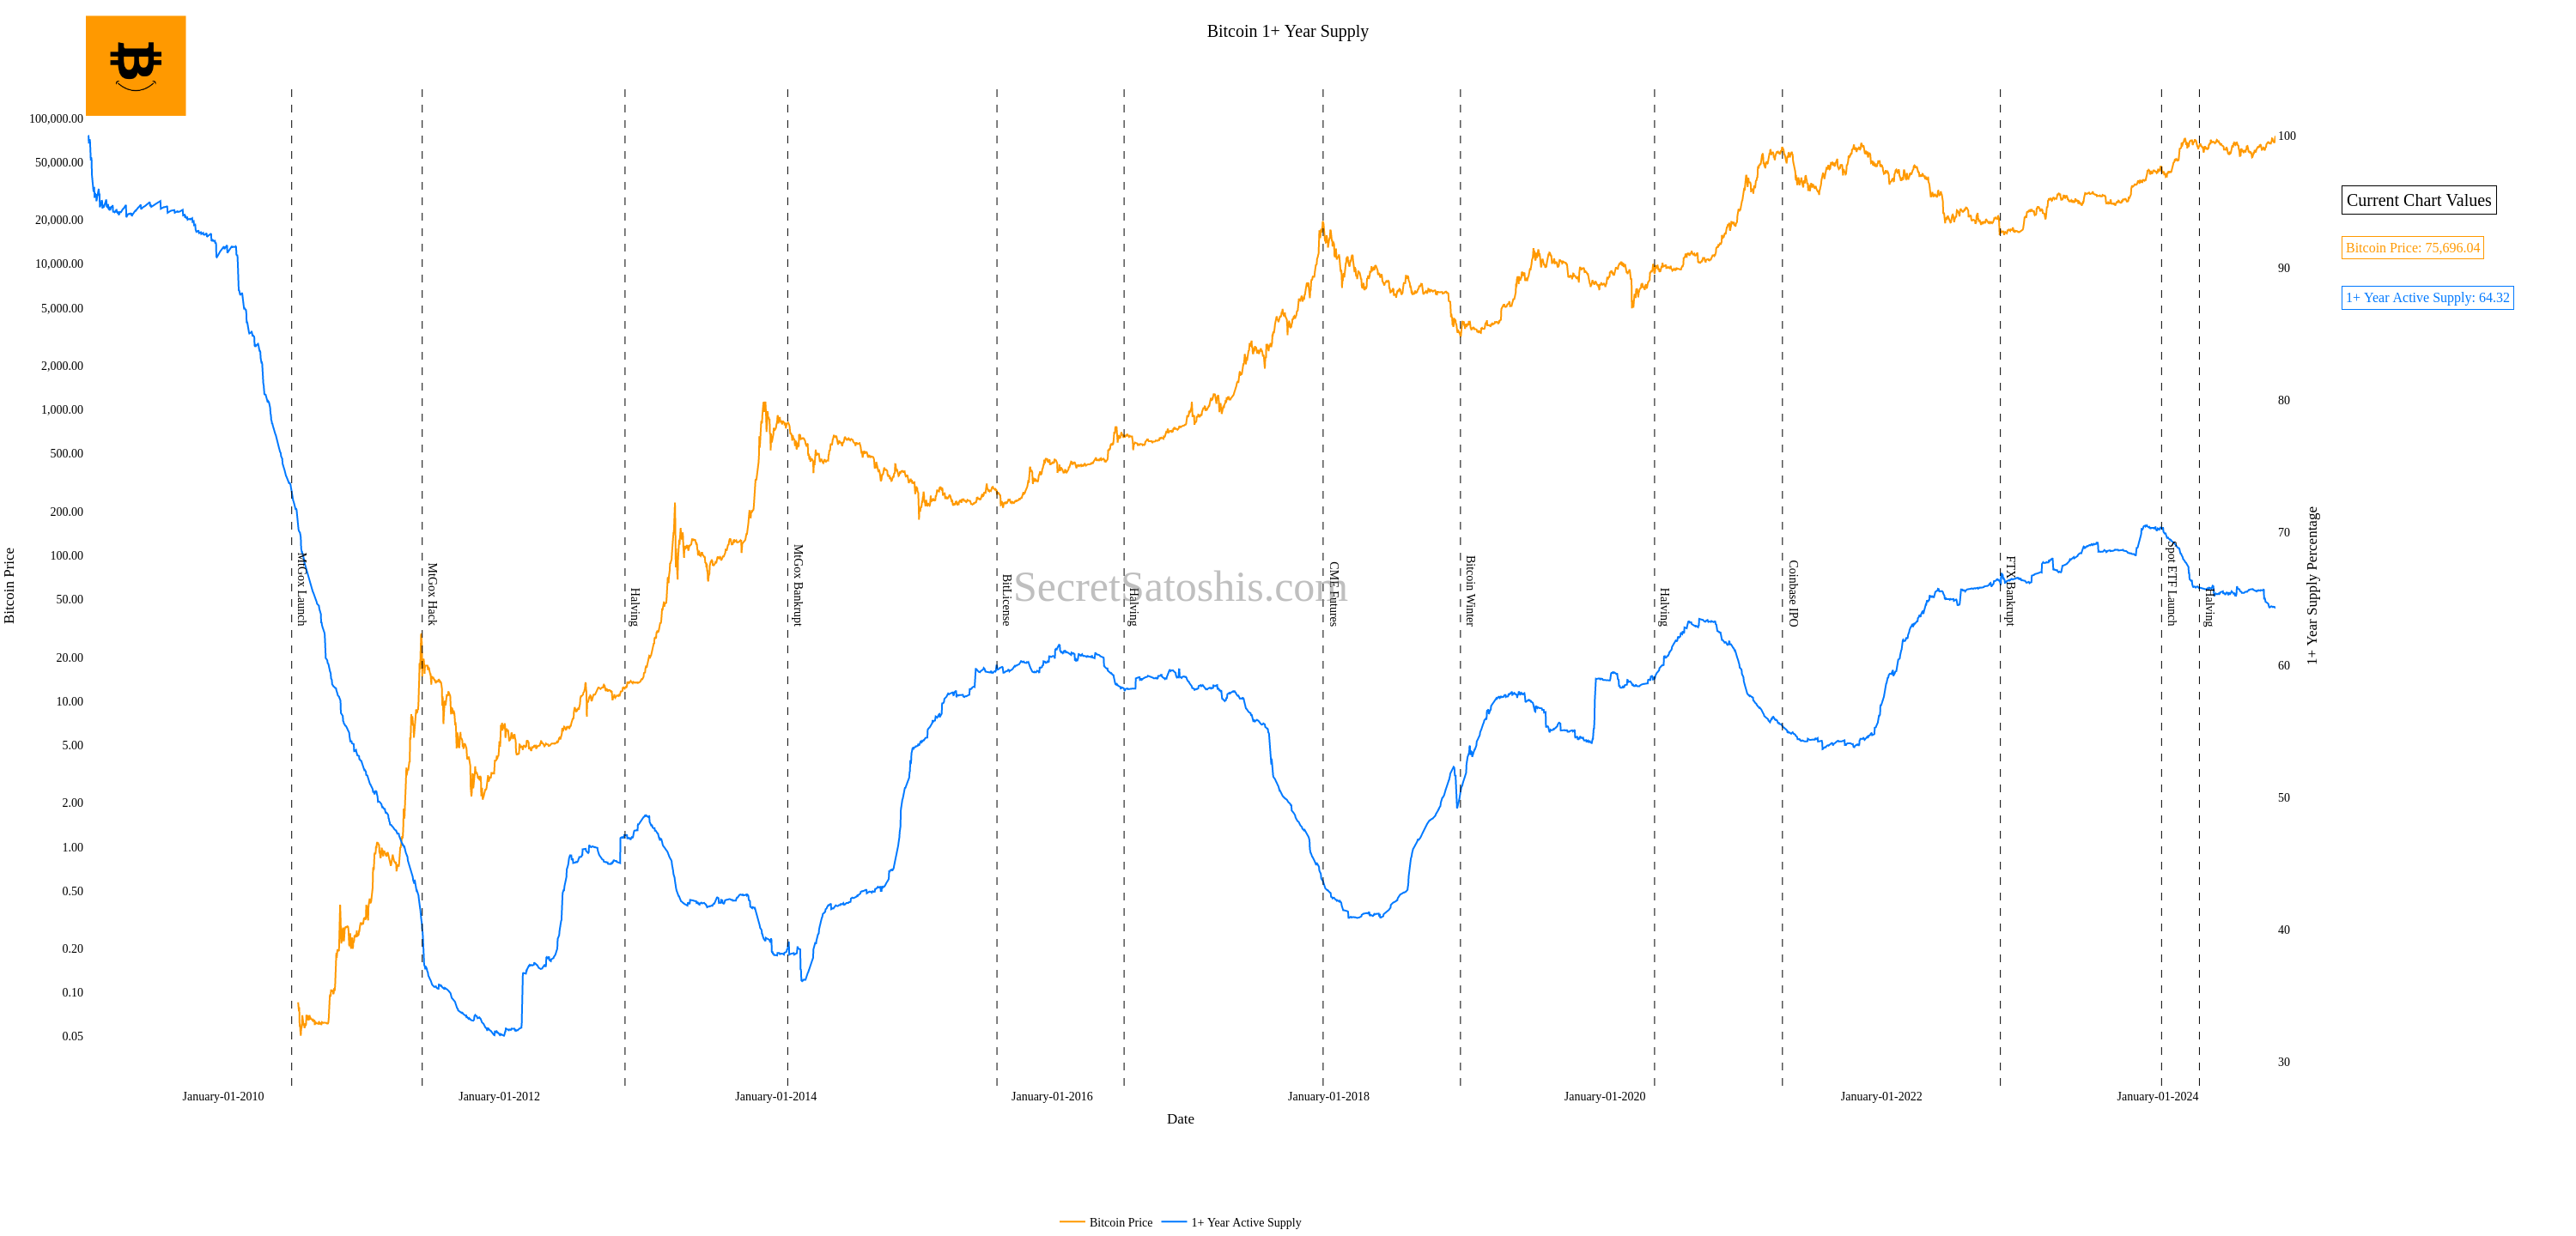 Bitcoin 1+ Year Supply
100,000.00
50,000.00
20,000.00
10,000.00
5,000.00
2,000.00
1,000.00
500.00
200.00
100.00
50.00
20.00
10.00
5.00
2.00
1.00
0.50
0.20
0.10
0.05
Bitcoin Price
MtGox Launch
MtGox Hack
Halving
MtGox Bankrupt
BitLicense
SecretSatoshis.com
Halving
CME Futures
Bitcoin Winter
Halving
Coinbase IPO
FTX Bankrupt
Spot ETF Launch
Halving
100
90
80
70
60
50
40
30
1+ Year Supply Percentage
Current Chart Values
Bitcoin Price: 75,696.04
1+ Year Active Supply: 64.32
January-01-2010
January-01-2012
January-01-2014
January-01-2016
January-01-2018
January-01-2020
January-01-2022
January-01-2024
Date
Bitcoin Price
1+ Year Active Supply